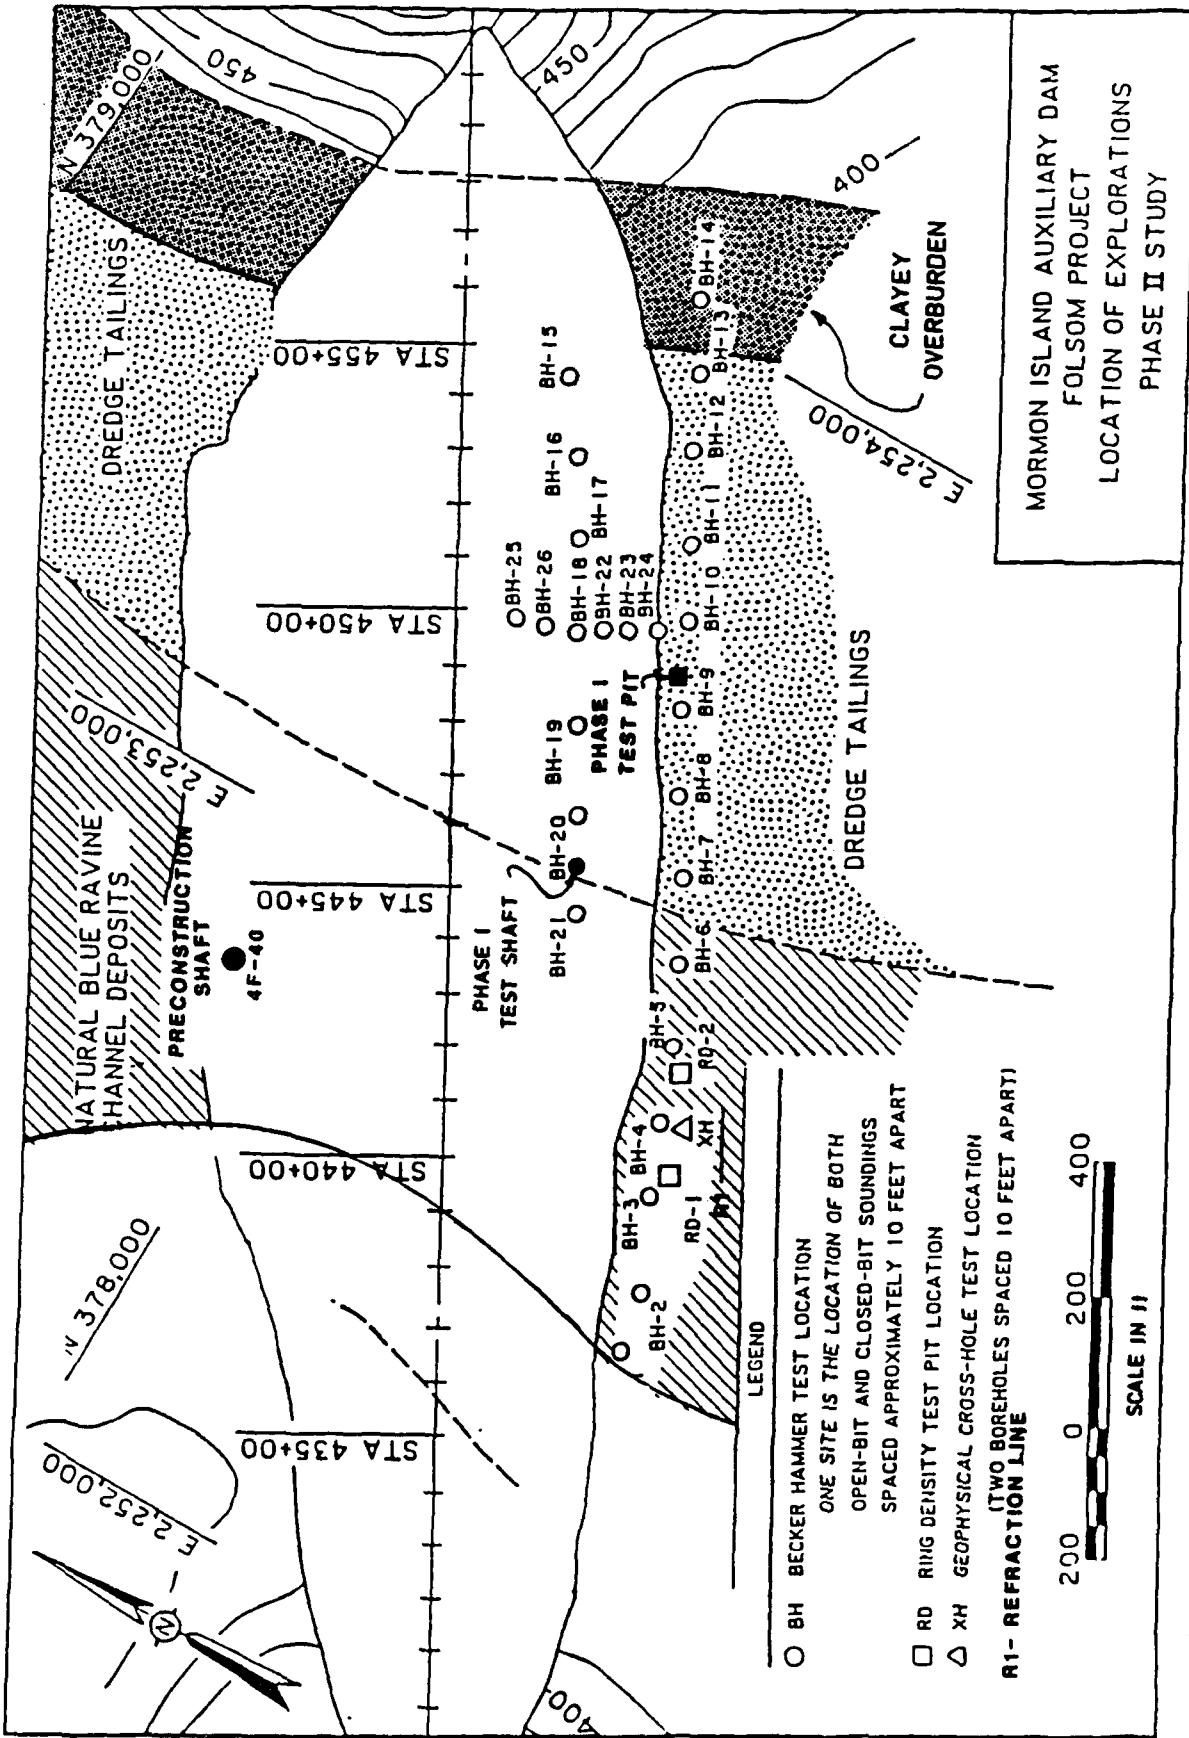 N 379,000
450
450
400
DREDGE TAILINGS
NATURAL BLUE RAVINE
CHANNEL DEPOSITS
E 2,253,000
PRECONSTRUCTION
SHAFT
4F-40
N 378,000
E 2,252,000
N
STA 435+00
STA 440+00
STA 445+00
STA 450+00
STA 455+00
PHASE I
TEST SHAFT
PHASE I
TEST PIT
BH-15
BH-16
BH-17
BH-25
BH-26
BH-18
BH-22
BH-23
BH-24
BH-19
BH-20
BH-21
BH-2
BH-3
BH-4
BH-5
BH-6
BH-7
BH-8
BH-9
BH-10
BH-11
BH-12
BH-13
BH-14
RD-1
RD-2
XH
R1
400
DREDGE TAILINGS
CLAYEY
OVERBURDEN
E 2,254,000
LEGEND
BH BECKER HAMMER TEST LOCATION
ONE SITE IS THE LOCATION OF BOTH
OPEN-BIT AND CLOSED-BIT SOUNDINGS
SPACED APPROXIMATELY 10 FEET APART
RD RING DENSITY TEST PIT LOCATION
XH GEOPHYSICAL CROSS-HOLE TEST LOCATION
(TWO BOREHOLES SPACED 10 FEET APART)
R1- REFRACTION LINE
200 0 200 400
SCALE IN
MORMON ISLAND AUXILIARY DAM
FOLSOM PROJECT
LOCATION OF EXPLORATIONS
PHASE II STUDY